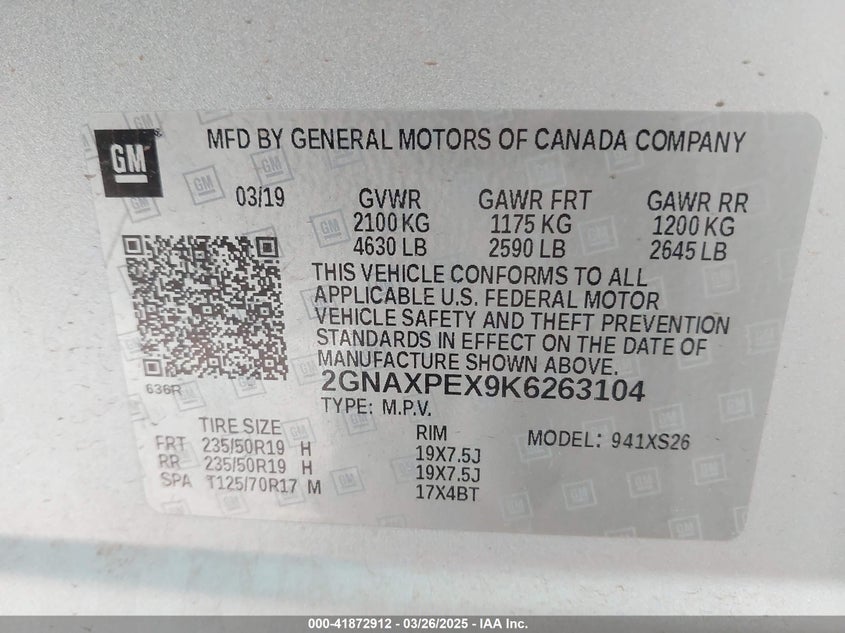 GM
MFD BY GENERAL MOTORS OF CANADA COMPANY
03/19 GVWR GAWR FRT GAWR RR
2100 KG 1175 KG 1200 KG
4630 LB 2590 LB 2645 LB
THIS VEHICLE CONFORMS TO ALL
APPLICABLE U.S. FEDERAL MOTOR
VEHICLE SAFETY AND THEFT PREVENTION
STANDARDS IN EFFECT ON THE DATE OF
MANUFACTURE SHOWN ABOVE.
636R
2GNAXPEX9K6263104
TYPE: M.P.V.
TIRE SIZE RIM MODEL: 941XS26
FRT 235/50R19 H 19X7.5J
RR 235/50R19 H 19X7.5J
SPA T125/70R17 M 17X4BT
000-41872912 - 03/26/2025 - IAA Inc.